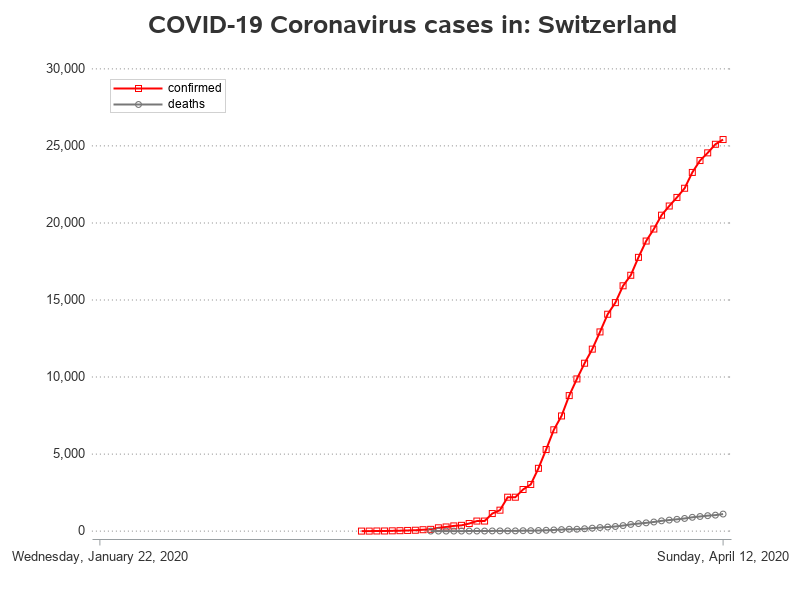 COVID-19 Coronavirus cases in: Switzerland
30,000
confirmed
deaths
25,000
20,000
15,000
10,000
5,000
0
Wednesday, January 22, 2020
Sunday, April 12, 2020